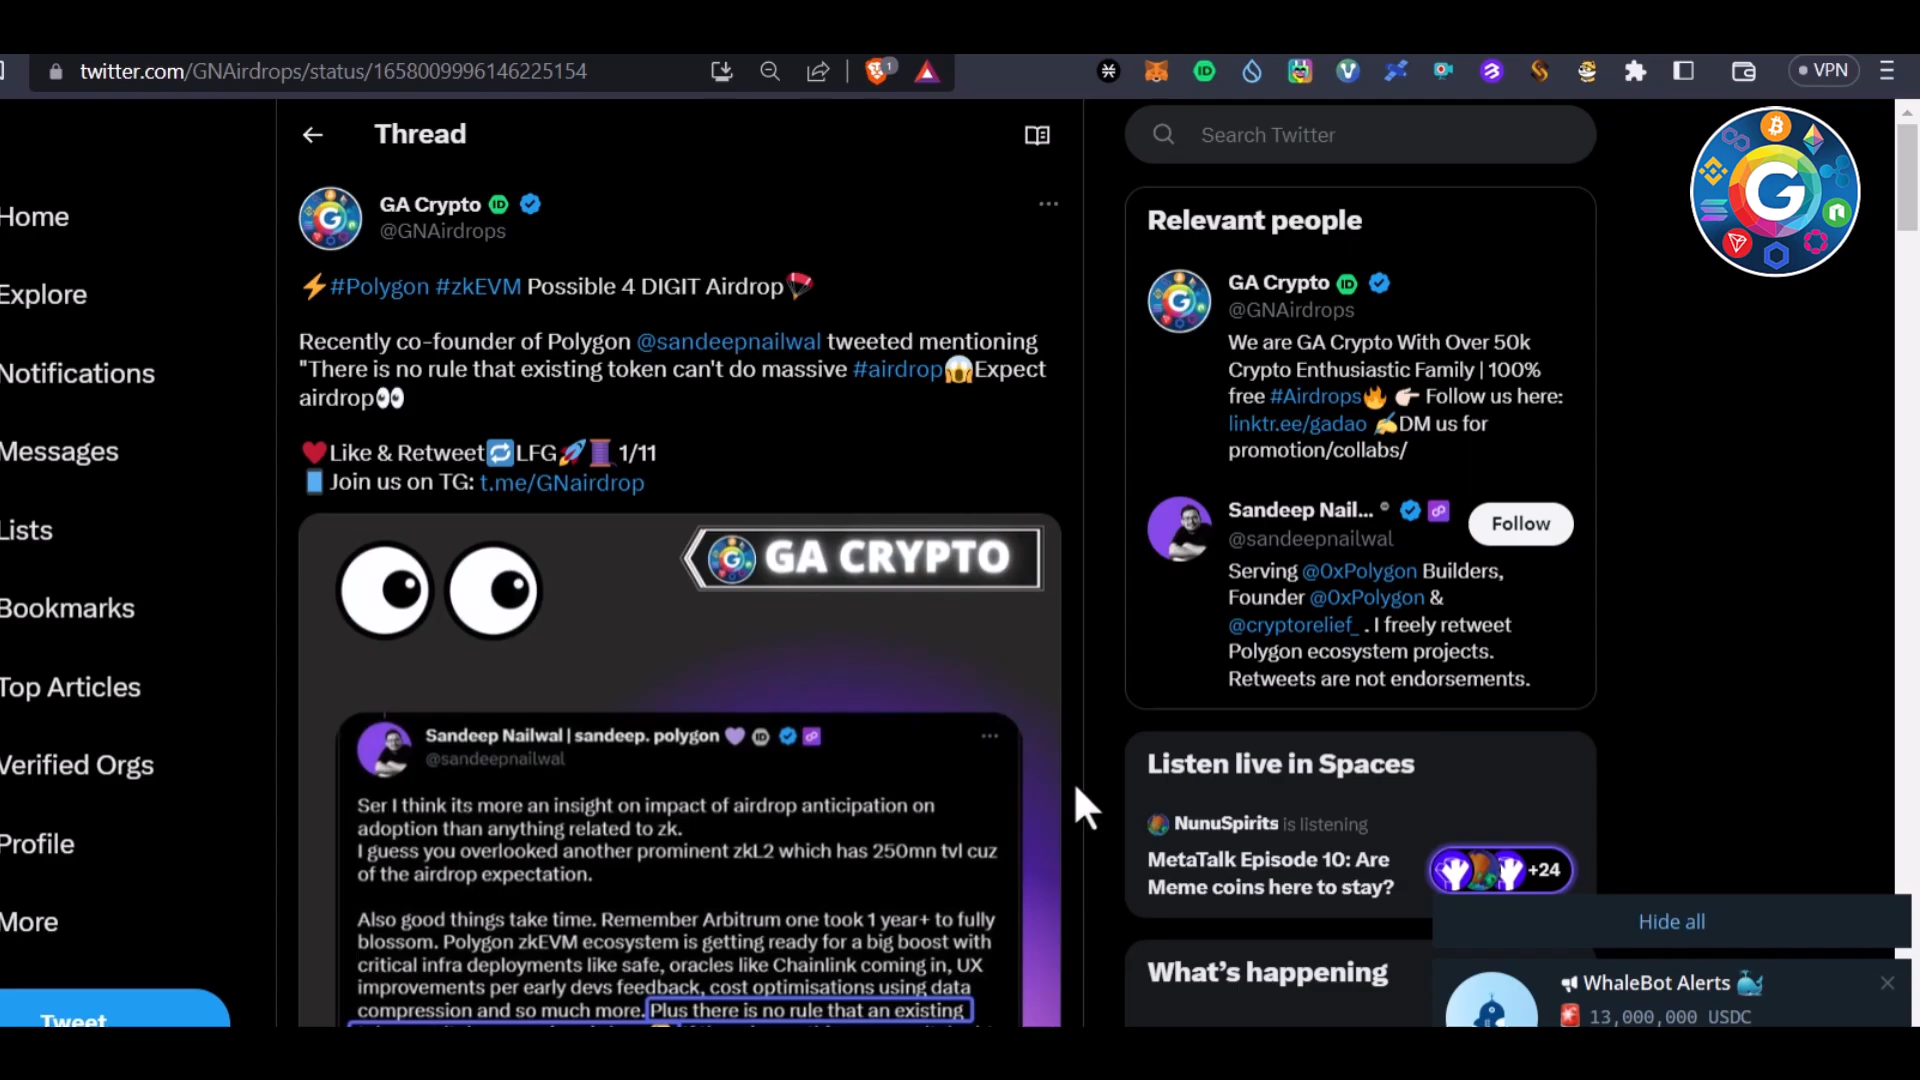 twitter.com/GNAirdrops/status/1658009996146225154
1
VPN
Home
Explore
Notifications
Messages
Lists
Bookmarks
Top Articles
Verified Orgs
Profile
More
Tweet
Thread
GA Crypto
@GNAirdrops
⚡#Polygon #zkEVM Possible 4 DIGIT Airdrop🪂
Recently co-founder of Polygon @sandeepnailwal tweeted mentioning
"There is no rule that existing token can't do massive #airdrop😱Expect
airdrop👀
❤️Like & Retweet🔁LFG🚀🧵1/11
📱Join us on TG: t.me/GNairdrop
GA CRYPTO
Sandeep Nailwal | sandeep. polygon 💜
@sandeepnailwal
Ser I think its more an insight on impact of airdrop anticipation on
adoption than anything related to zk.
I guess you overlooked another prominent zkL2 which has 250mn tvl cuz
of the airdrop expectation.
Also good things take time. Remember Arbitrum one took 1 year+ to fully
blossom. Polygon zkEVM ecosystem is getting ready for a big boost with
critical infra deployments like safe, oracles like Chainlink coming in, UX
improvements per early devs feedback, cost optimisations using data
compression and so much more. Plus there is no rule that an existing
Search Twitter
Relevant people
GA Crypto
@GNAirdrops
We are GA Crypto With Over 50k
Crypto Enthusiastic Family | 100%
free #Airdrops🔥 👉🏻 Follow us here:
linktr.ee/gadao ✍️DM us for
promotion/collabs/
Sandeep Nail...
Follow
@sandeepnailwal
Serving @0xPolygon Builders,
Founder @0xPolygon &
@cryptorelief_ . I freely retweet
Polygon ecosystem projects.
Retweets are not endorsements.
Listen live in Spaces
NunuSpirits is listening
MetaTalk Episode 10: Are
Meme coins here to stay?
+24
What's happening
Hide all
WhaleBot Alerts 🐳
🚨 13,000,000 USDC